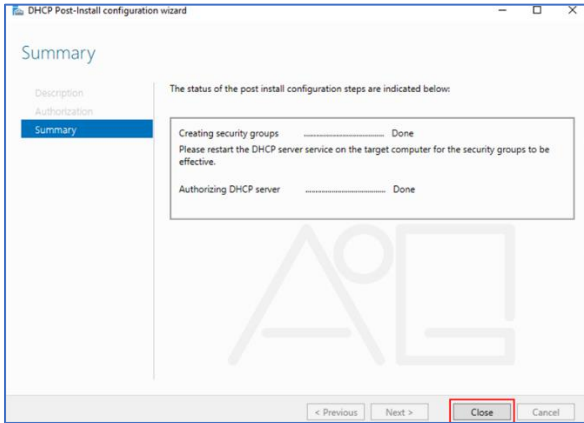 DHCP Post-Install configuration wizard
Summary
Description
Authorization
Summary
The status of the post install configuration steps are indicated below:
Creating security groups .................................... Done
Please restart the DHCP server service on the target computer for the security groups to be
effective.
Authorizing DHCP server .................................... Done
< Previous
Next >
Close
Cancel